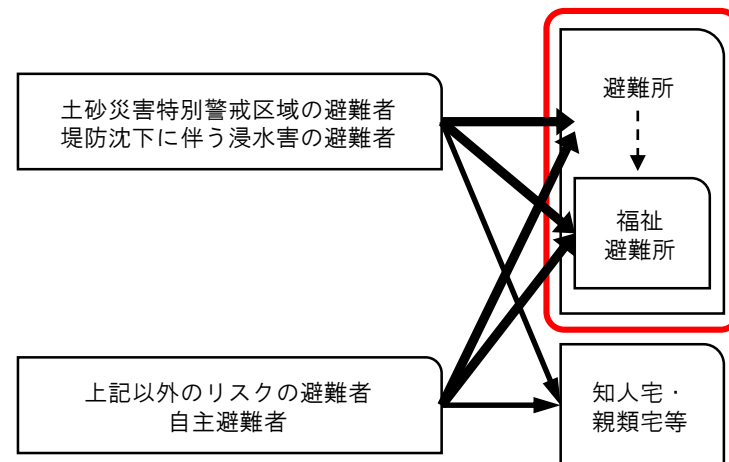 土砂災害特別警戒区域の避難者
堤防沈下に伴う浸水害の避難者
避難所
福祉
避難所
上記以外のリスクの避難者
自主避難者
知人宅・
親類宅等